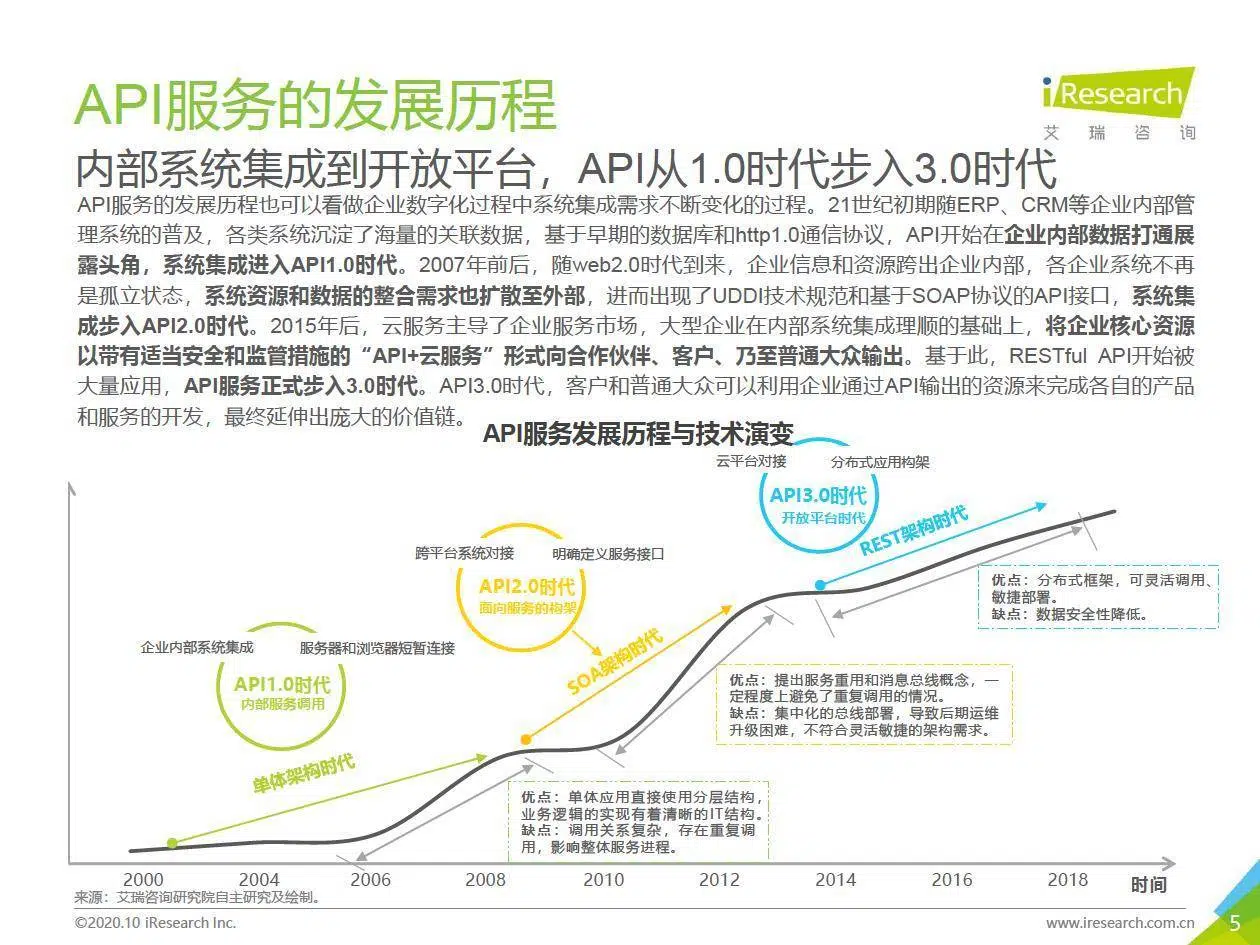 API服务的发展历程
iResearch
艾瑞咨询
内部系统集成到开放平台，API从1.0时代步入3.0时代
API服务的发展历程也可以看做企业数字化过程中系统集成需求不断变化的过程。21世纪初期随ERP、CRM等企业内部管
理系统的普及，各类系统沉淀了海量的关联数据，基于早期的数据库和http1.0通信协议，API开始在企业内部数据打通展
露头角，系统集成进入API1.0时代。2007年前后，随web2.0时代到来，企业信息和资源跨出企业内部，各企业系统不再
是孤立状态，系统资源和数据的整合需求也扩散至外部，进而出现了UDDI技术规范和基于SOAP协议的API接口，系统集
成步入API2.0时代。2015年后，云服务主导了企业服务市场，大型企业在内部系统集成理顺的基础上，将企业核心资源
以带有适当安全和监管措施的“API+云服务”形式向合作伙伴、客户、乃至普通大众输出。基于此，RESTful API开始被
大量应用，API服务正式步入3.0时代。API3.0时代，客户和普通大众可以利用企业通过API输出的资源来完成各自的产品
和服务的开发，最终延伸出庞大的价值链。
API服务发展历程与技术演变
云平台对接
分布式应用构架
API3.0时代
开放平台时代
REST架构时代
跨平台系统对接
明确定义服务接口
API2.0时代
面向服务的构架
SOA架构时代
优点：分布式框架，可灵活调用、
敏捷部署。
缺点：数据安全性降低。
企业内部系统集成
服务器和浏览器短暂连接
API1.0时代
内部服务调用
单体架构时代
优点：提出服务重用和消息总线概念，一
定程度上避免了重复调用的情况。
缺点：集中化的总线部署，导致后期运维
升级困难，不符合灵活敏捷的架构需求。
优点：单体应用直接使用分层结构，
业务逻辑的实现有着清晰的IT结构。
缺点：调用关系复杂，存在重复调
用，影响整体服务进程。
2000 2004 2006 2008 2010 2012 2014 2016 2018 时间
来源：艾瑞咨询研究院自主研究及绘制。
©2020.10 iResearch Inc.
www.iresearch.com.cn
5